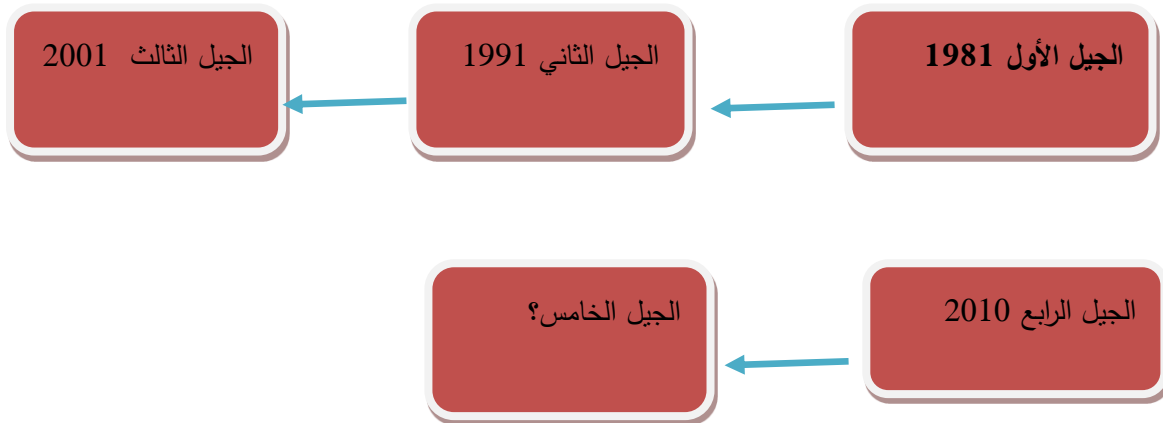 الجيل الأول 1981
الجيل الثاني 1991
الجيل الثالث 2001
الجيل الرابع 2010
الجيل الخامس؟